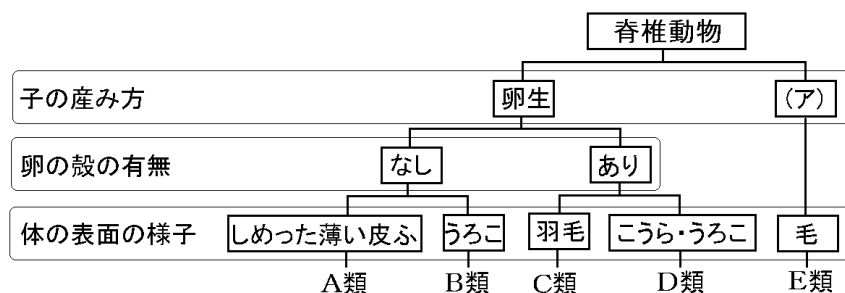 脊椎動物
子の産み方 卵生 (ア)
卵の殻の有無 なし あり
体の表面の様子 しめった薄い皮ふ うろこ 羽毛 こうら・うろこ 毛
A類 B類 C類 D類 E類